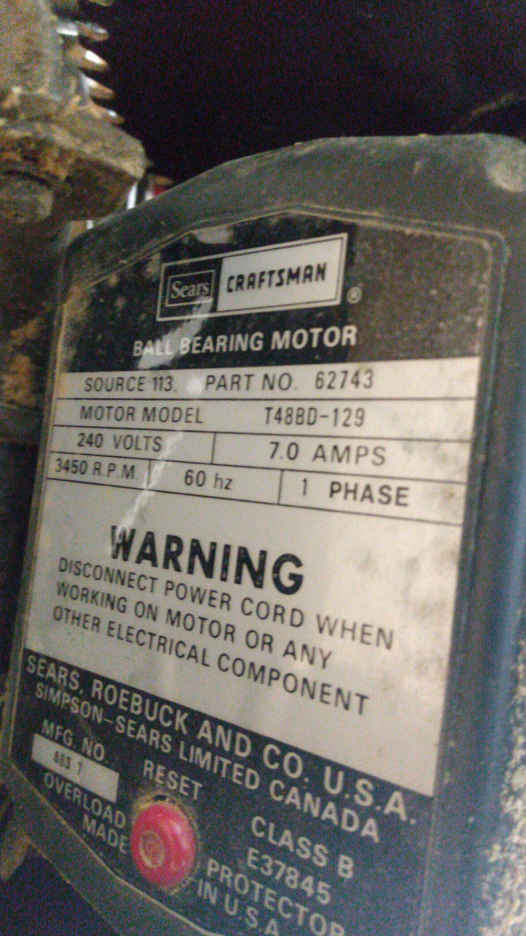 Sears CRAFTSMAN ®
BALL BEARING MOTOR
SOURCE 113. PART NO. 62743
MOTOR MODEL T48BD-129
240 VOLTS 7.0 AMPS
3450 R.P.M. 60 hz 1 PHASE
WARNING
DISCONNECT POWER CORD WHEN
WORKING ON MOTOR OR ANY
OTHER ELECTRICAL COMPONENT
SEARS, ROEBUCK AND CO. U.S.A.
SIMPSON-SEARS LIMITED CANADA
MFG. NO.
RESET
CLASS B
E37845
OVERLOAD PROTECTOR
MADE IN U.S.A.